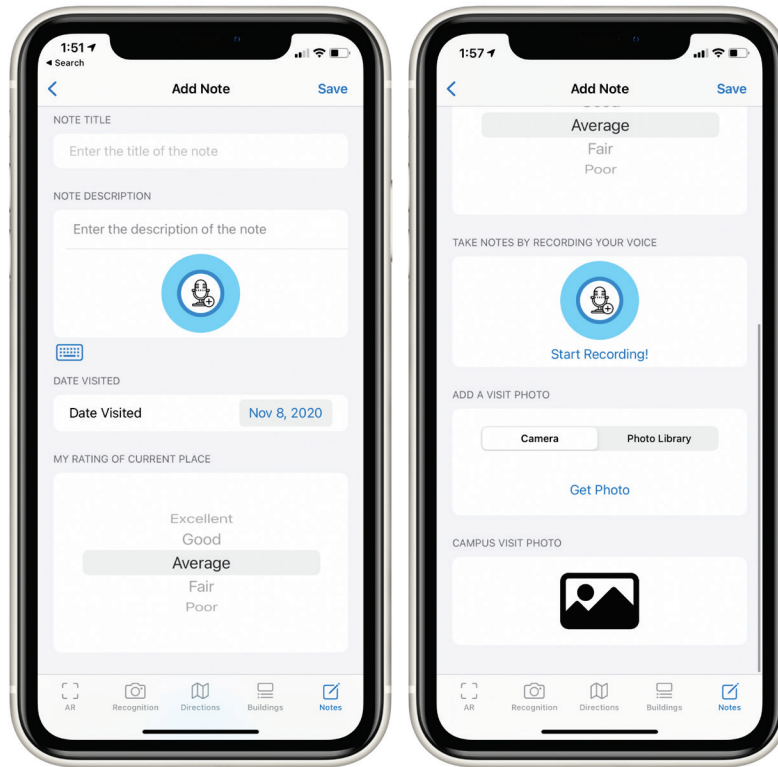 1:51
Search
Add Note
Save
NOTE TITLE
Enter the title of the note
NOTE DESCRIPTION
Enter the description of the note
DATE VISITED
Date Visited
Nov 8, 2020
MY RATING OF CURRENT PLACE
Excellent
Good
Average
Fair
Poor
AR
Recognition
Directions
Buildings
Notes
1:57
Add Note
Save
Good
Average
Fair
Poor
TAKE NOTES BY RECORDING YOUR VOICE
Start Recording!
ADD A VISIT PHOTO
Camera
Photo Library
Get Photo
CAMPUS VISIT PHOTO
AR
Recognition
Directions
Buildings
Notes